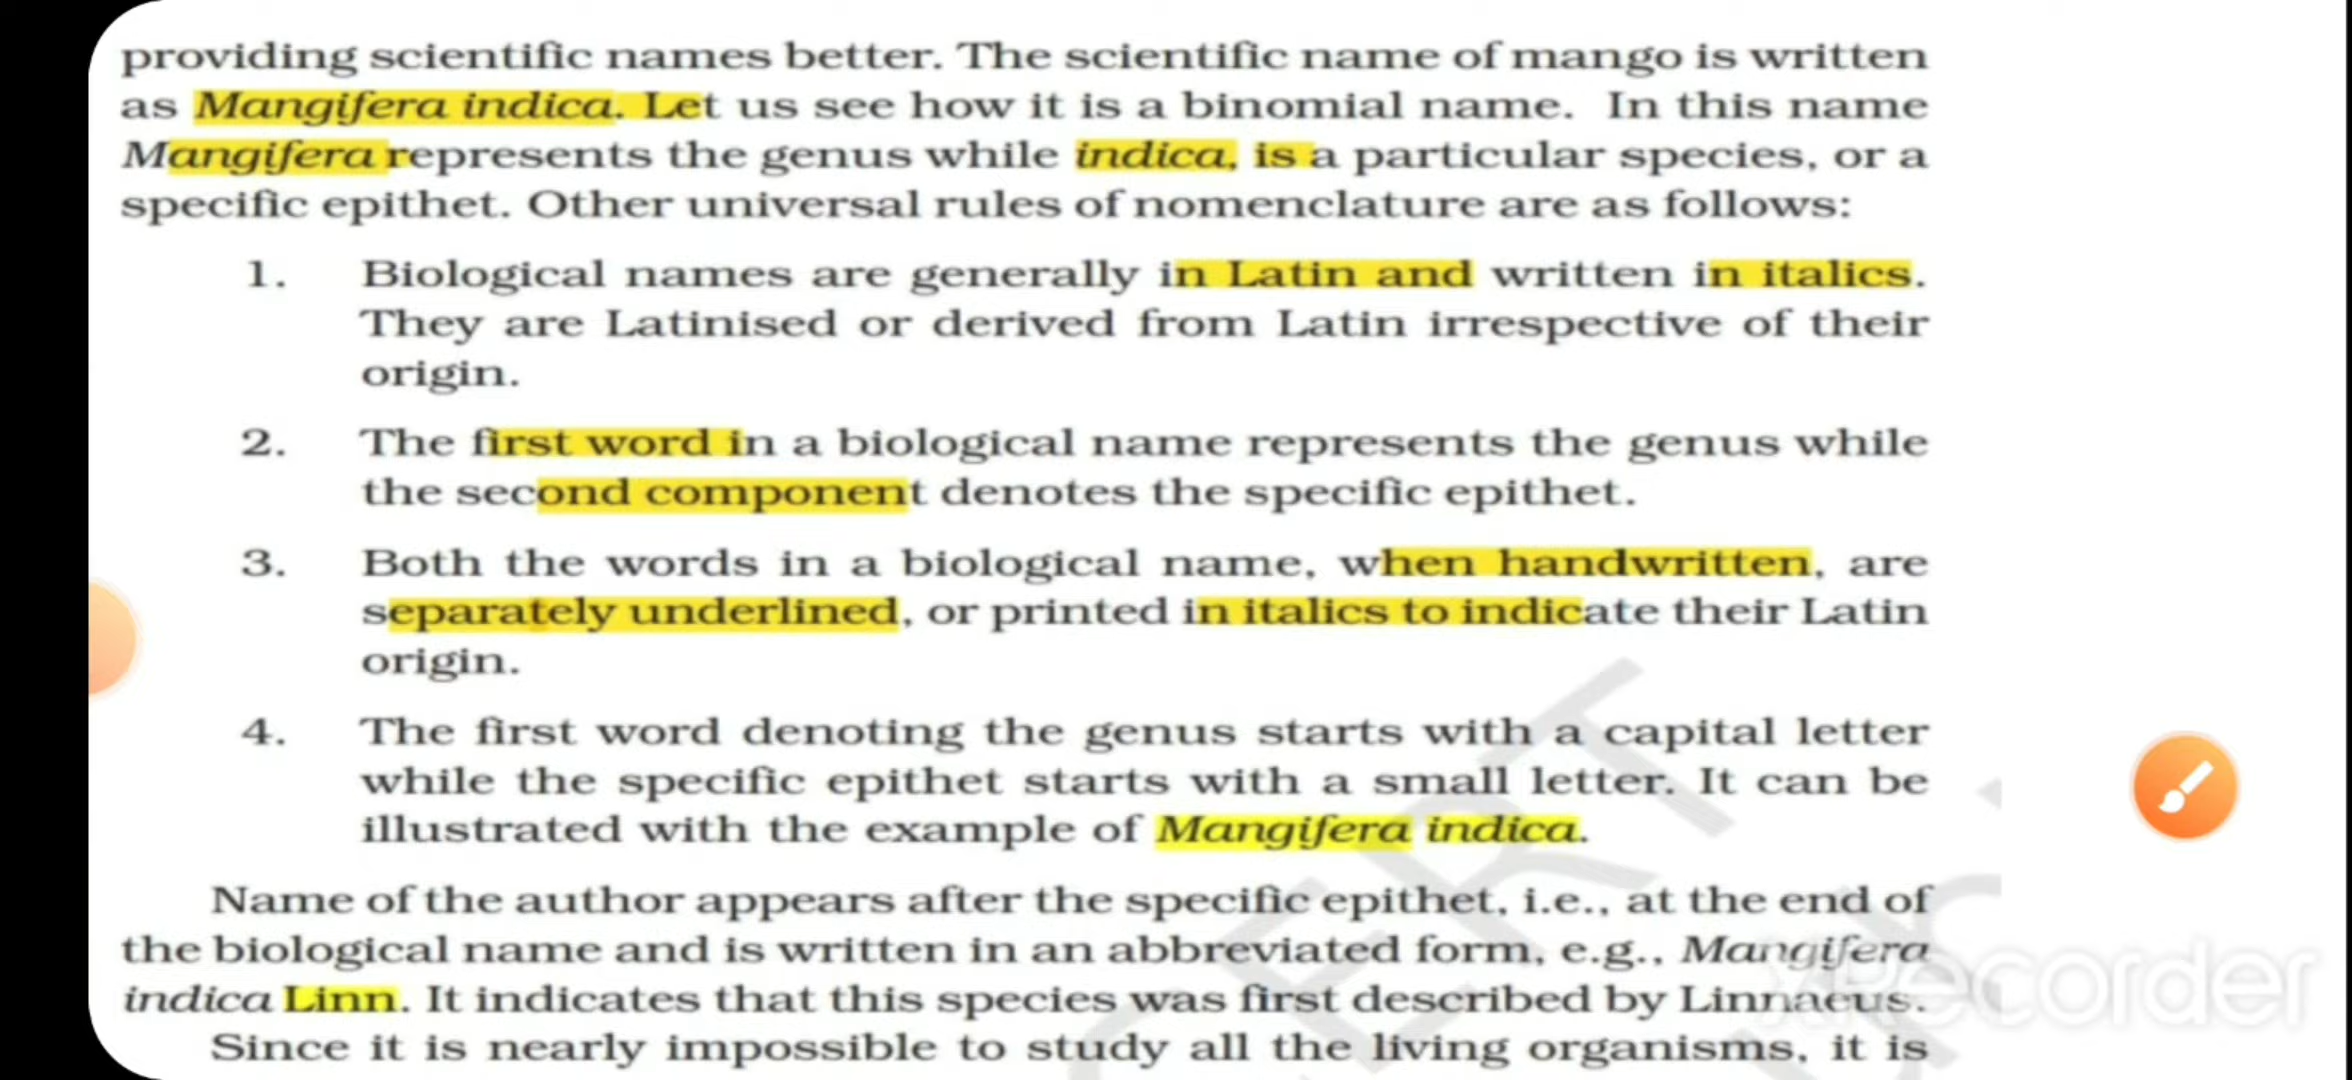 providing scientific names better. The scientific name of mango is written
as Mangifera indica. Let us see how it is a binomial name. In this name
Mangifera represents the genus while indica, is a particular species, or a
specific epithet. Other universal rules of nomenclature are as follows:
1. Biological names are generally in Latin and written in italics.
They are Latinised or derived from Latin irrespective of their
origin.
2. The first word in a biological name represents the genus while
the second component denotes the specific epithet.
3. Both the words in a biological name, when handwritten, are
separately underlined, or printed in italics to indicate their Latin
origin.
4. The first word denoting the genus starts with a capital letter
while the specific epithet starts with a small letter. It can be
illustrated with the example of Mangifera indica.
Name of the author appears after the specific epithet, i.e., at the end of
the biological name and is written in an abbreviated form, e.g., Mangifera
indica Linn. It indicates that this species was first described by Linnaeus.
Since it is nearly impossible to study all the living organisms, it is